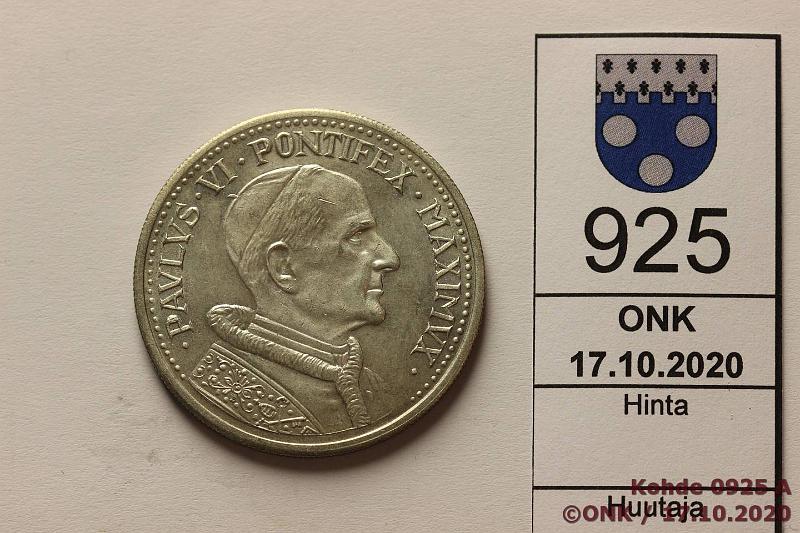 PAVLVS · VI · PONTIFEX · MAXIMVX ·
925
ONK
17.10.2020
Hinta
Huutaja
Kohde 0925 A
©ONK / 17.10.2020